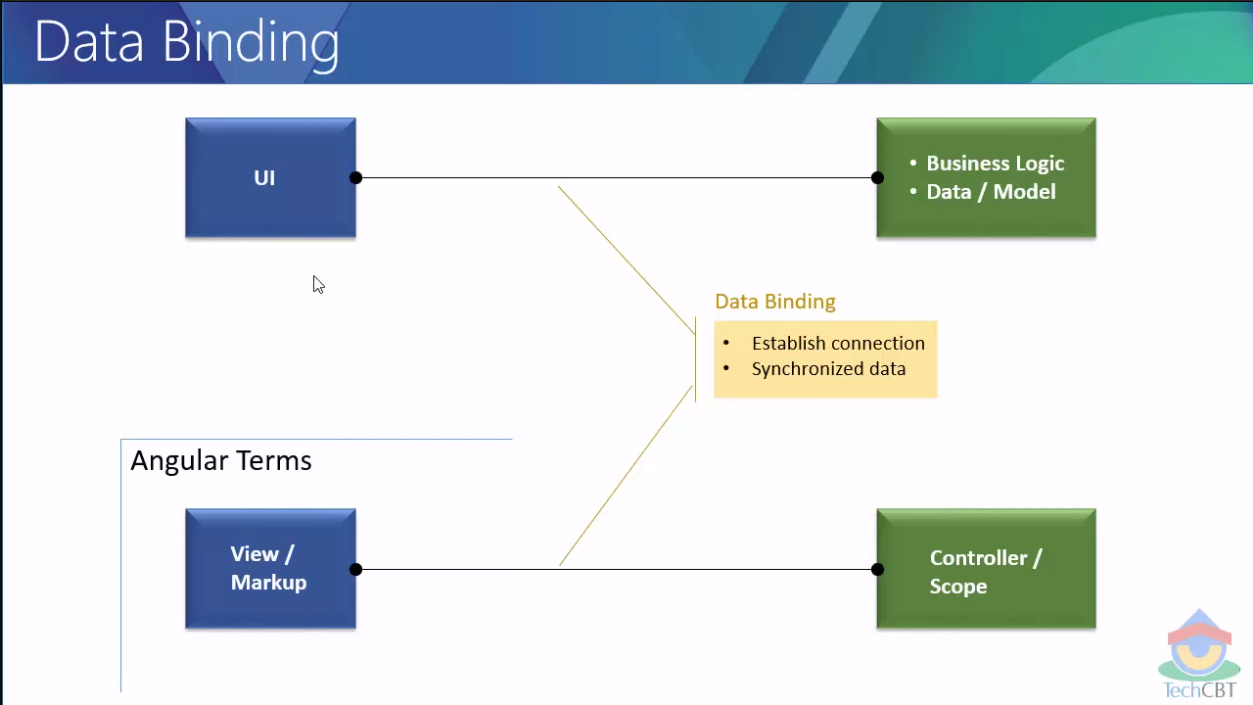 Data Binding
UI
• Business Logic
• Data / Model
Data Binding
• Establish connection
• Synchronized data
Angular Terms
View /
Markup
Controller /
Scope
TechCBT